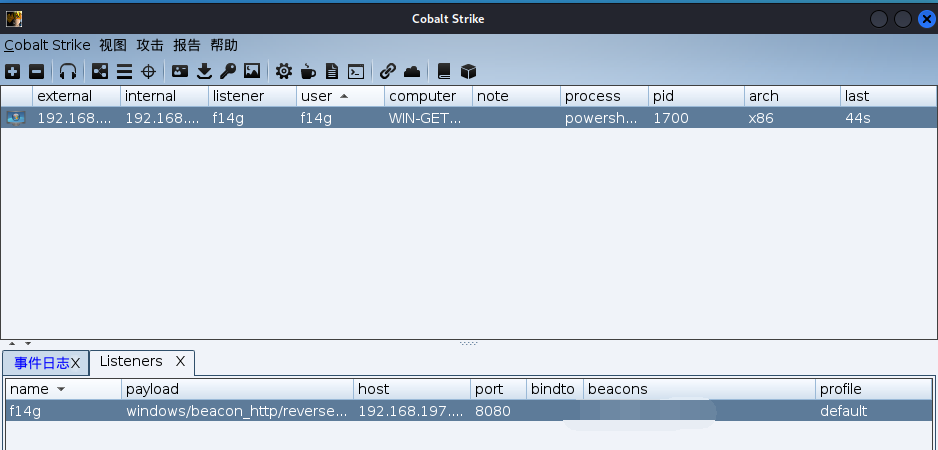 Cobalt Strike
Cobalt Strike 视图 攻击 报告 帮助
external internal listener user computer note process pid arch last
192.168.... 192.168.... f14g f14g WIN-GET... powersh... 1700 x86 44s
事件日志X Listeners X
name payload host port bindto beacons profile
f14g windows/beacon_http/reverse... 192.168.197.... 8080 default